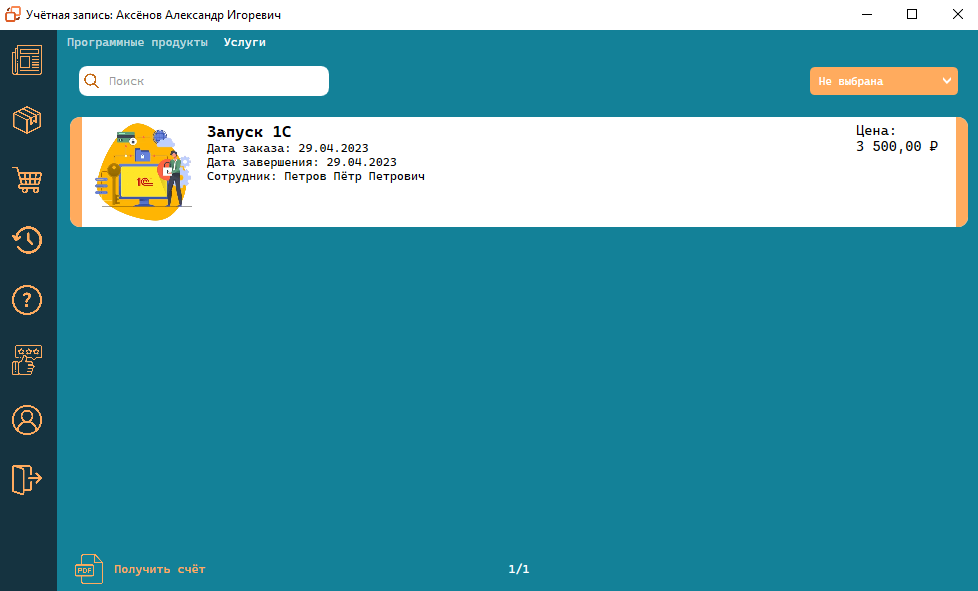 Учётная запись: Аксёнов Александр Игоревич
Программные продукты Услуги
Поиск
Не выбрана
Запуск 1С
Дата заказа: 29.04.2023
Дата завершения: 29.04.2023
Сотрудник: Петров Пётр Петрович
Цена:
3 500,00 ₽
1С
?
PDF
Получить счёт
1/1